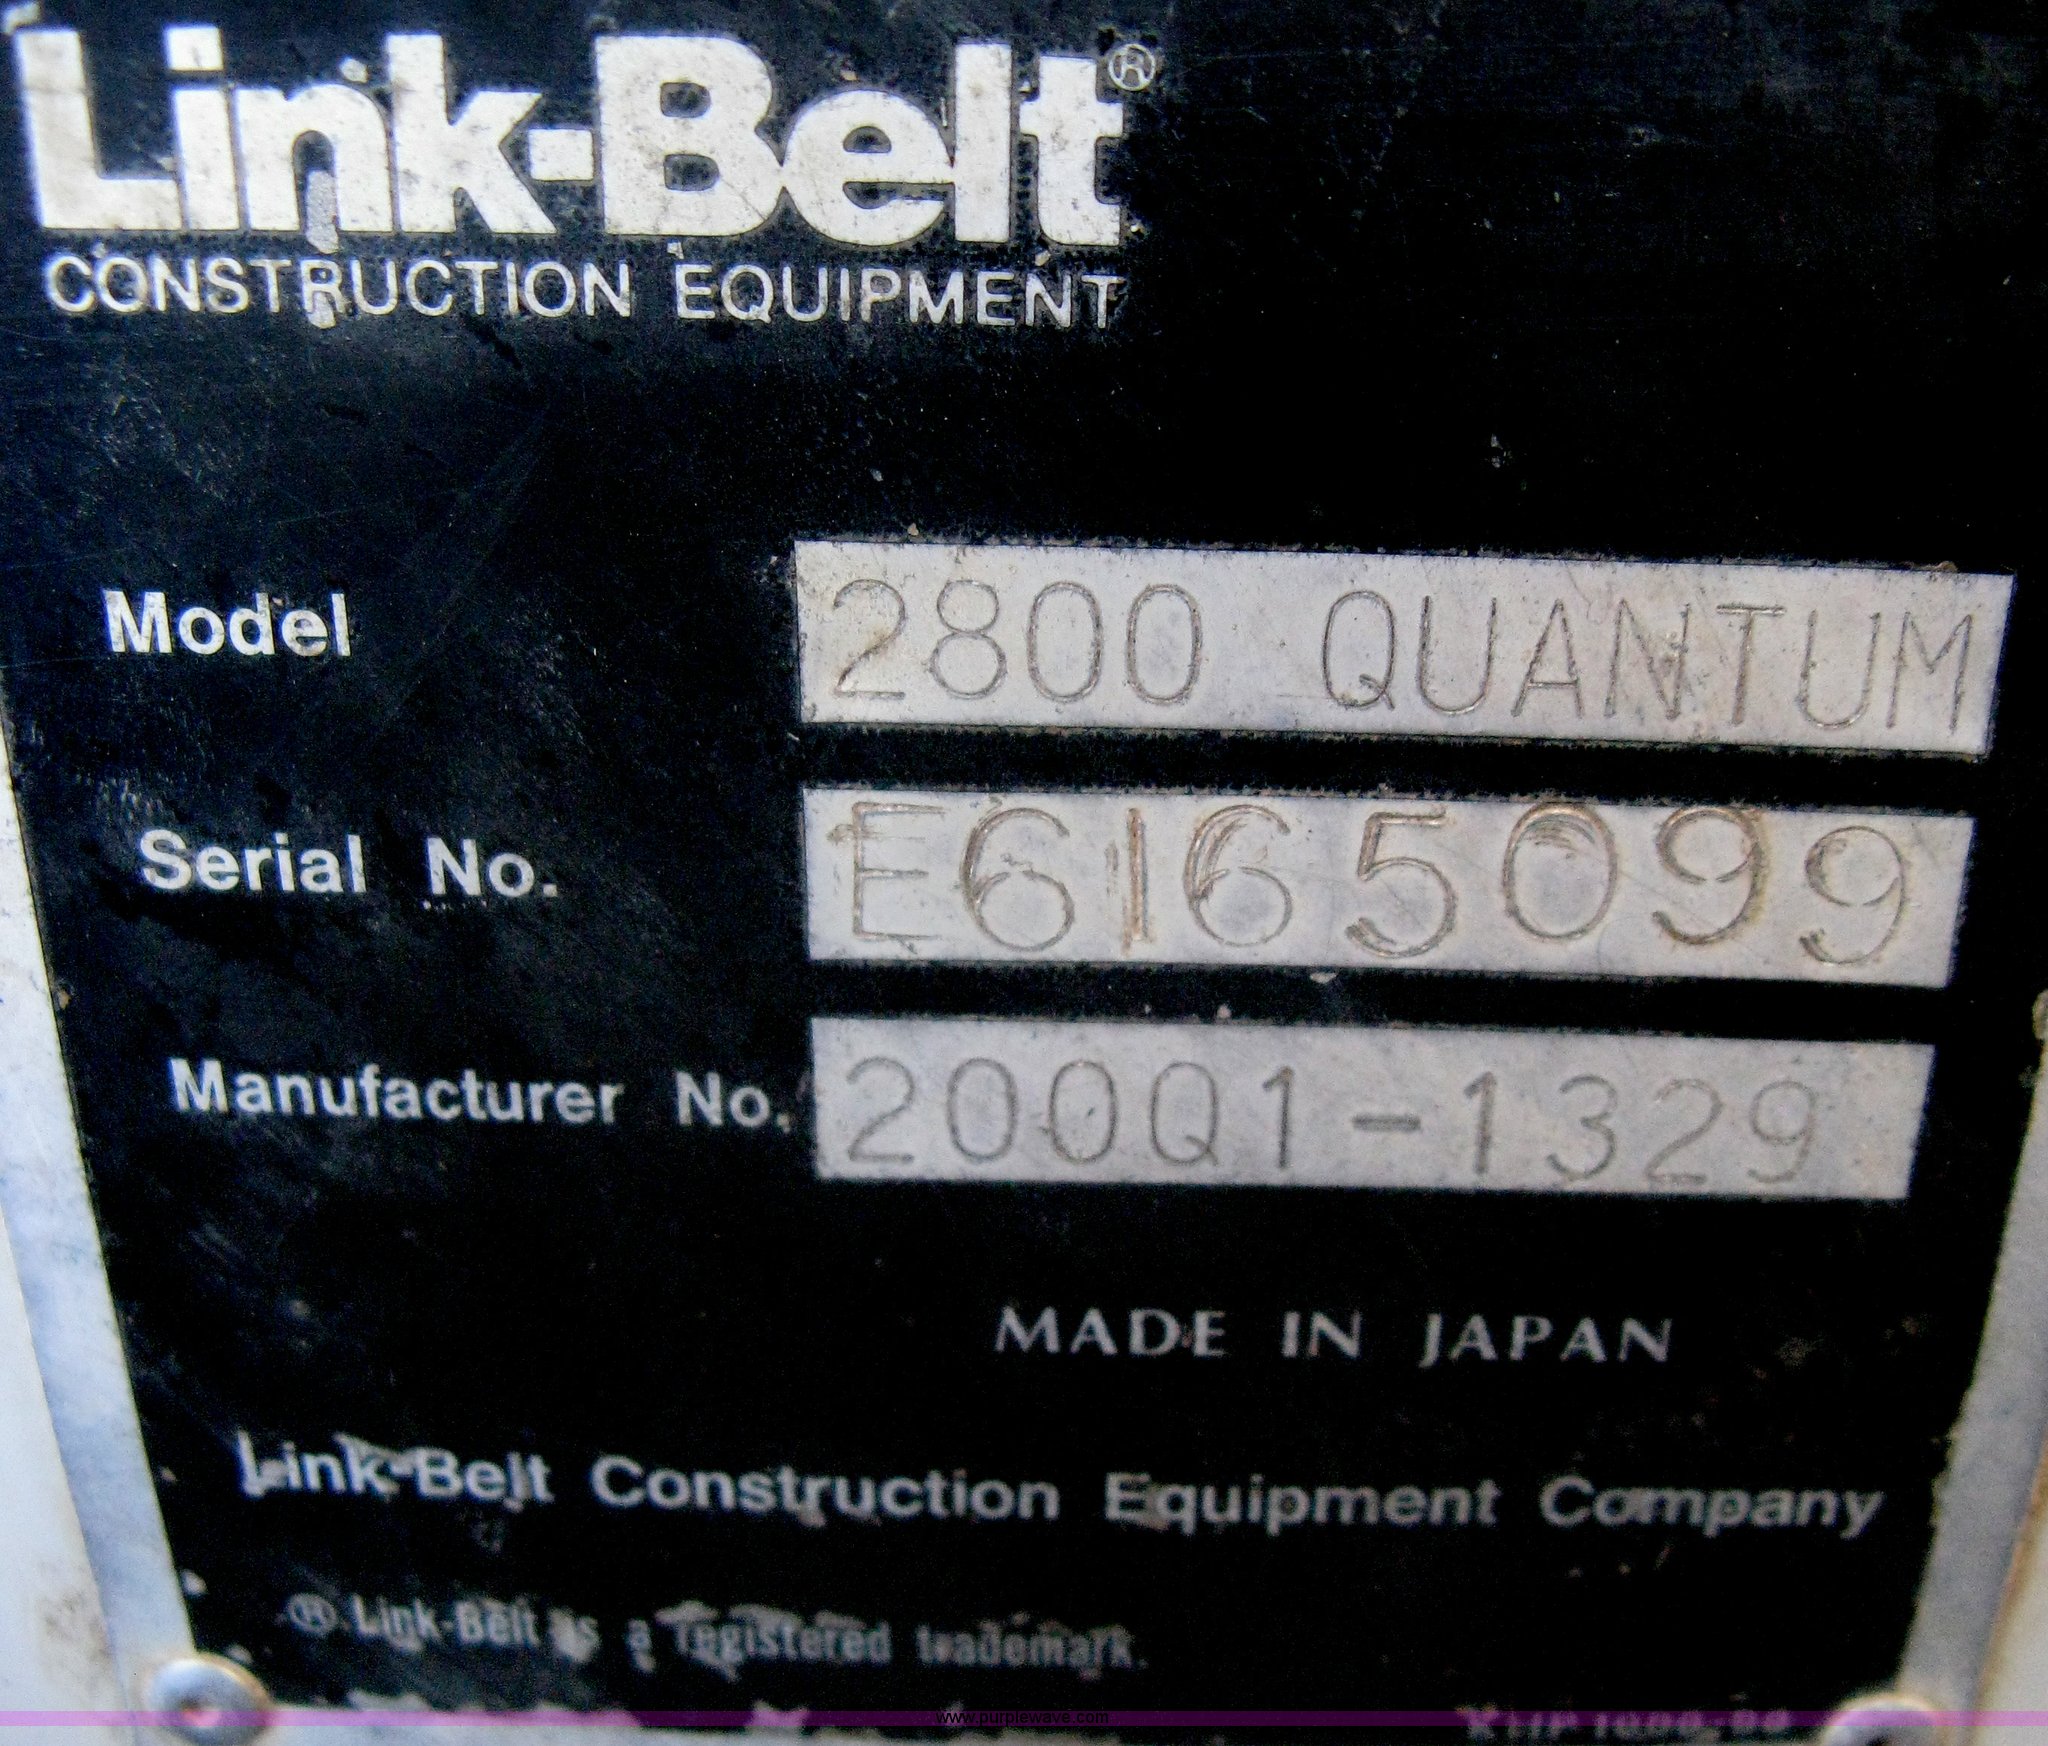 Link-Belt®
CONSTRUCTION EQUIPMENT
Model 2800 QUANTUM
Serial No. E6165099
Manufacturer No. 200Q1-1329
MADE IN JAPAN
Link-Belt Construction Equipment Company
® Link-Belt is a registered trademark.
www.purplewave.com